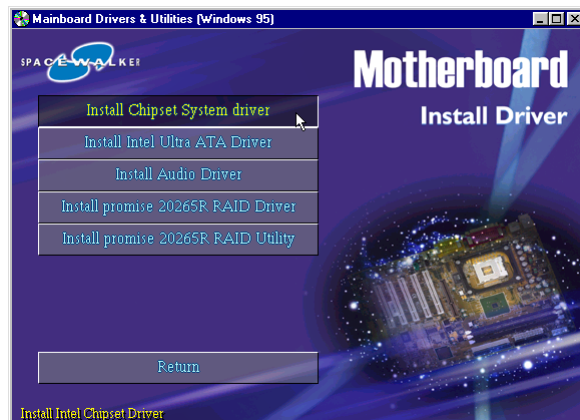 Mainboard Drivers & Utilities (Windows 95)
SPACEWALKER
Motherboard
Install Driver
Install Chipset System driver
Install Intel Ultra ATA Driver
Install Audio Driver
Install promise 20265R RAID Driver
Install promise 20265R RAID Utility
Return
Install Intel Chipset Driver